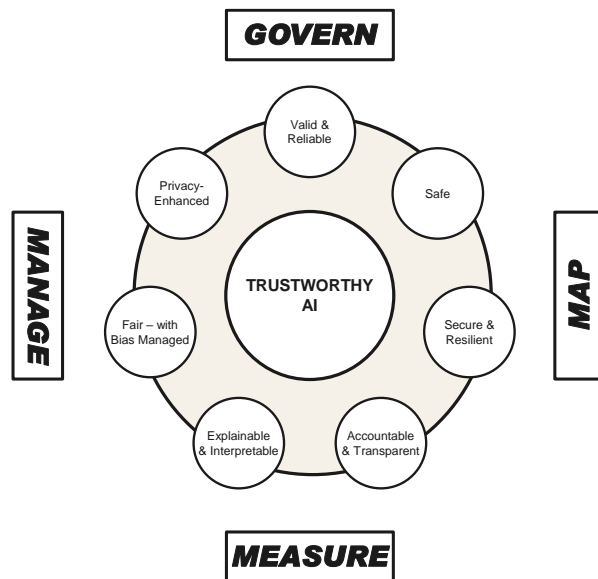 GOVERN
Valid &
Reliable
Privacy-
Enhanced
Safe
MANAGE
TRUSTWORTHY
AI
MAP
Fair – with
Bias Managed
Secure &
Resilient
Explainable
& Interpretable
Accountable
& Transparent
MEASURE